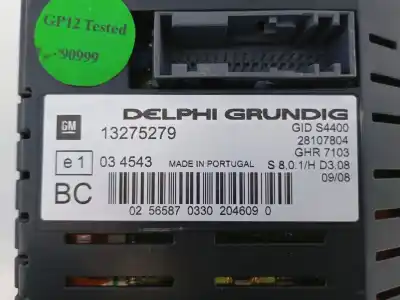 GP12 Tested
-90999
DELPHI GRUNDIG
GM
13275279
GID S4400
28107804
GHR 7103
e1
03 4543
MADE IN PORTUGAL
S 8,0.1/H D3,08
09/08
BC
02 56587 0330 204609 0